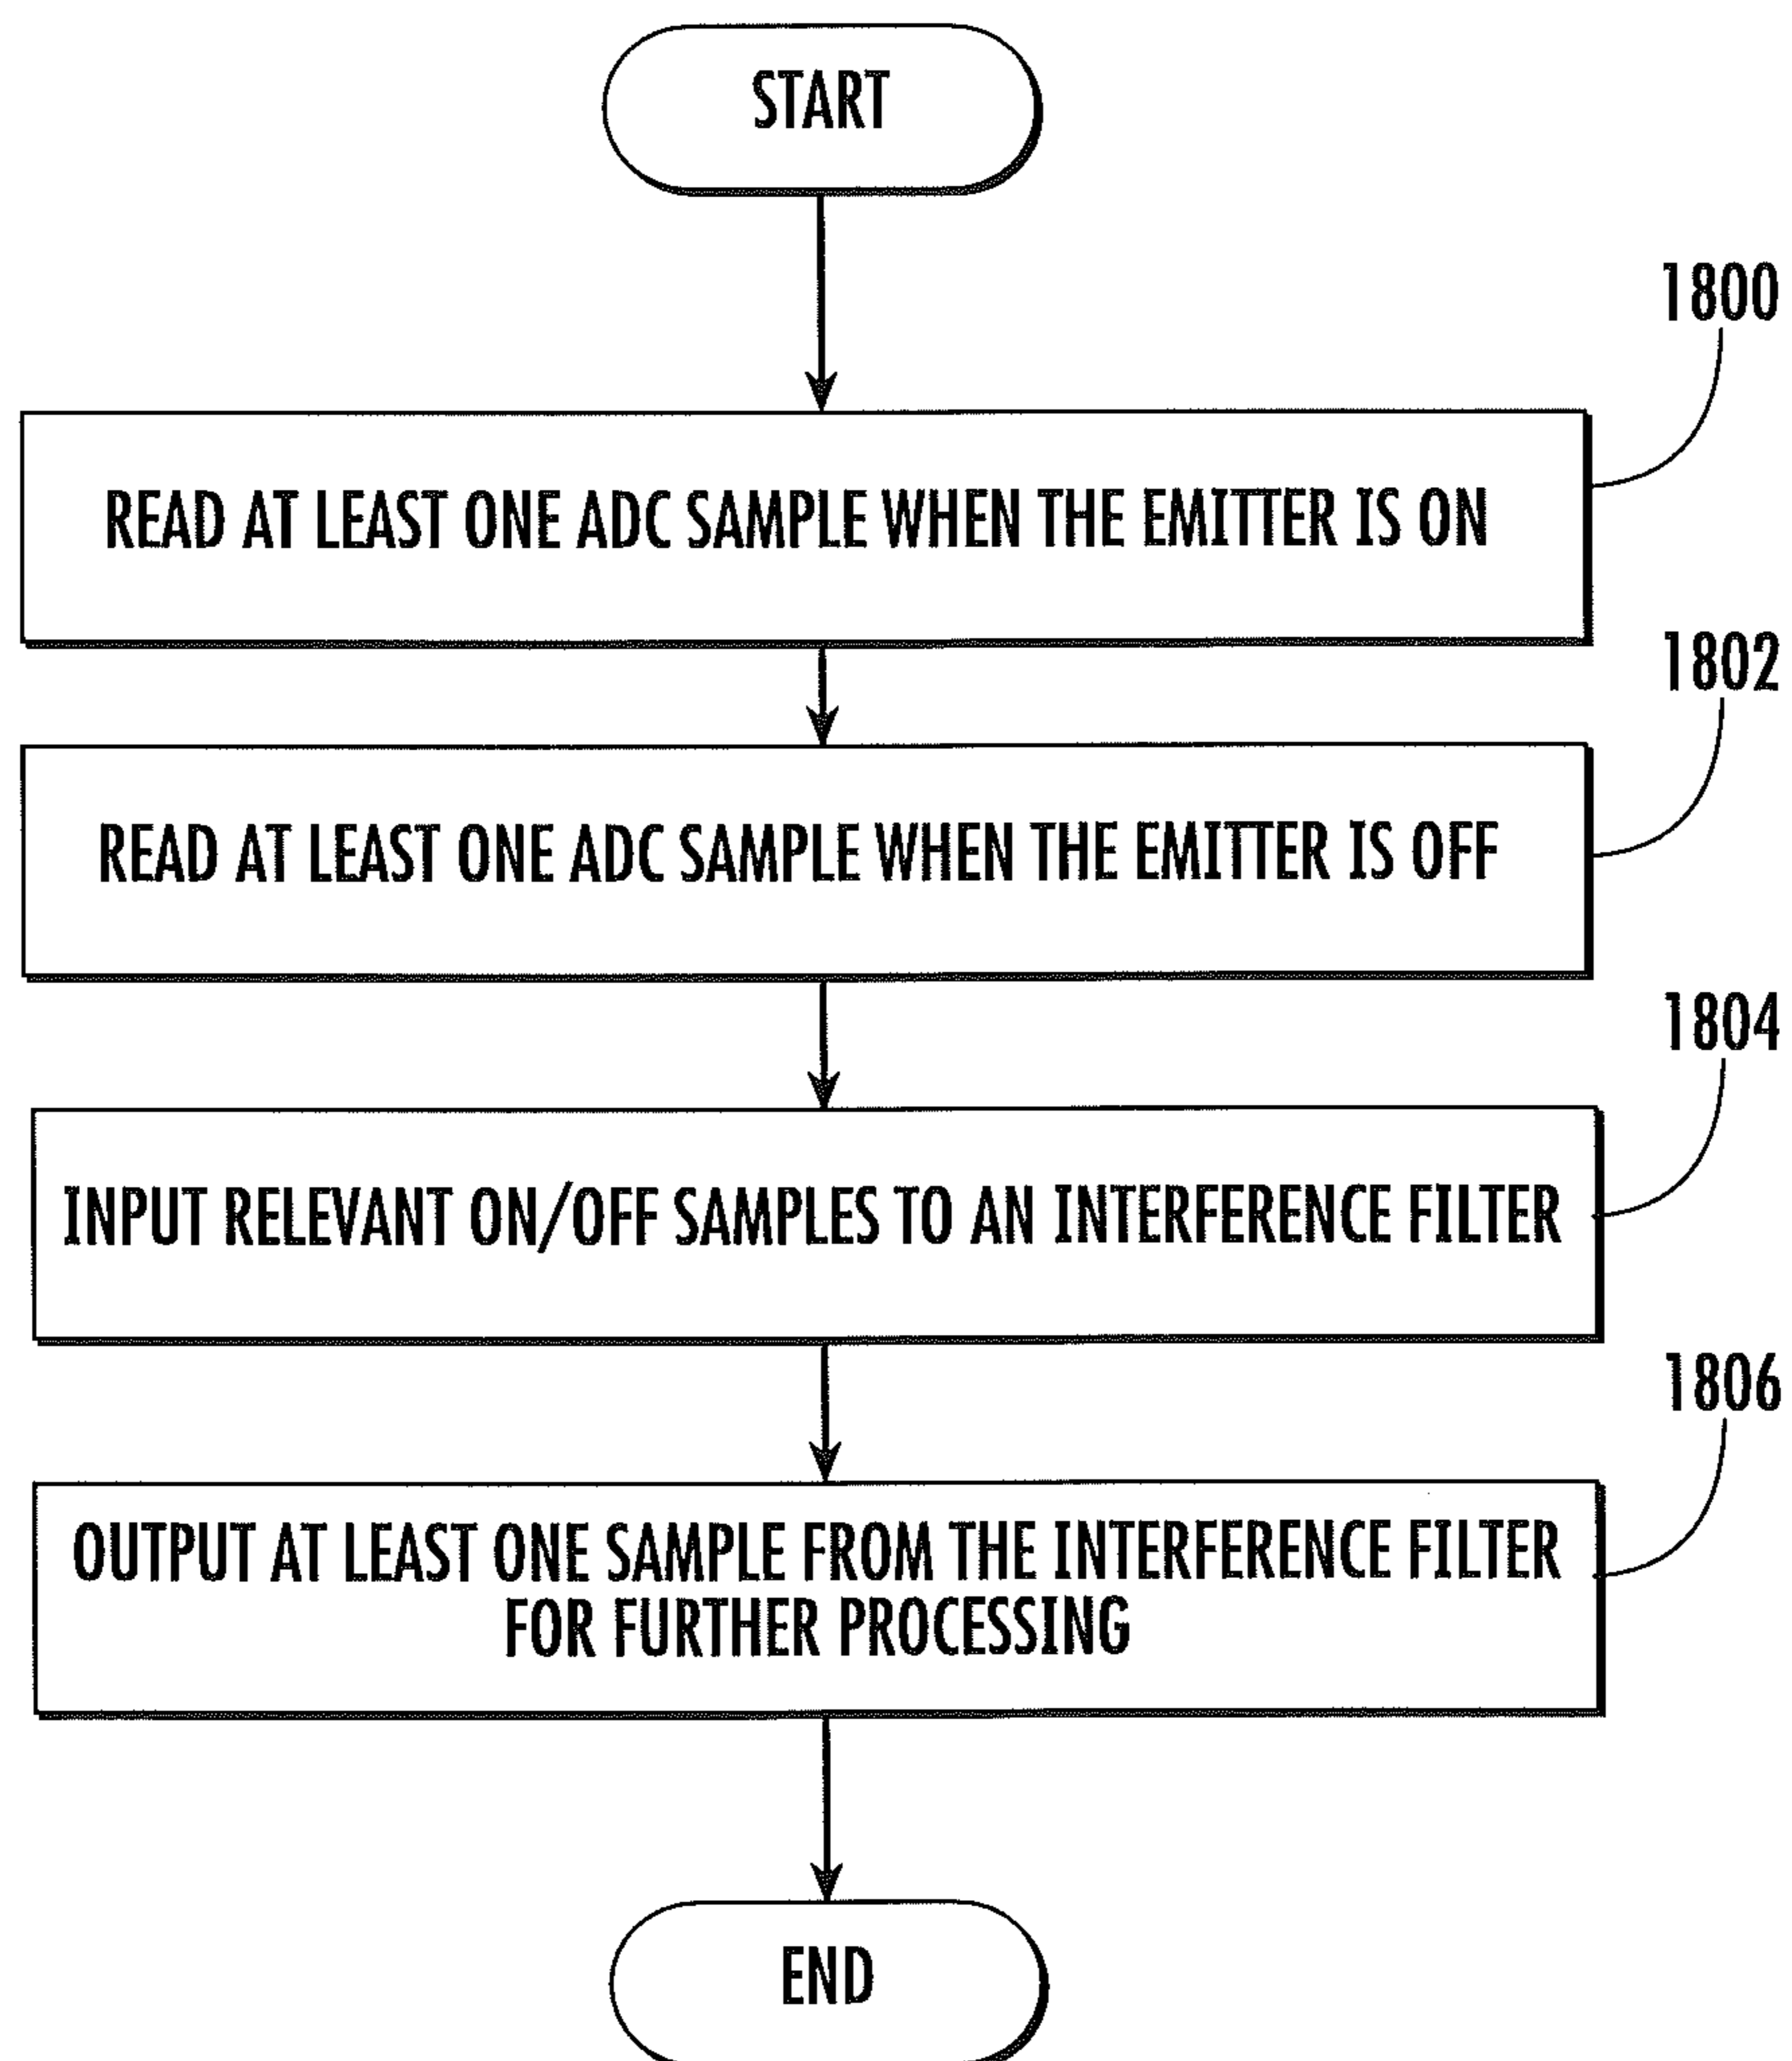 START
1800
READ AT LEAST ONE ADC SAMPLE WHEN THE EMITTER IS ON
1802
READ AT LEAST ONE ADC SAMPLE WHEN THE EMITTER IS OFF
1804
INPUT RELEVANT ON/OFF SAMPLES TO AN INTERFERENCE FILTER
1806
OUTPUT AT LEAST ONE SAMPLE FROM THE INTERFERENCE FILTER
FOR FURTHER PROCESSING
END